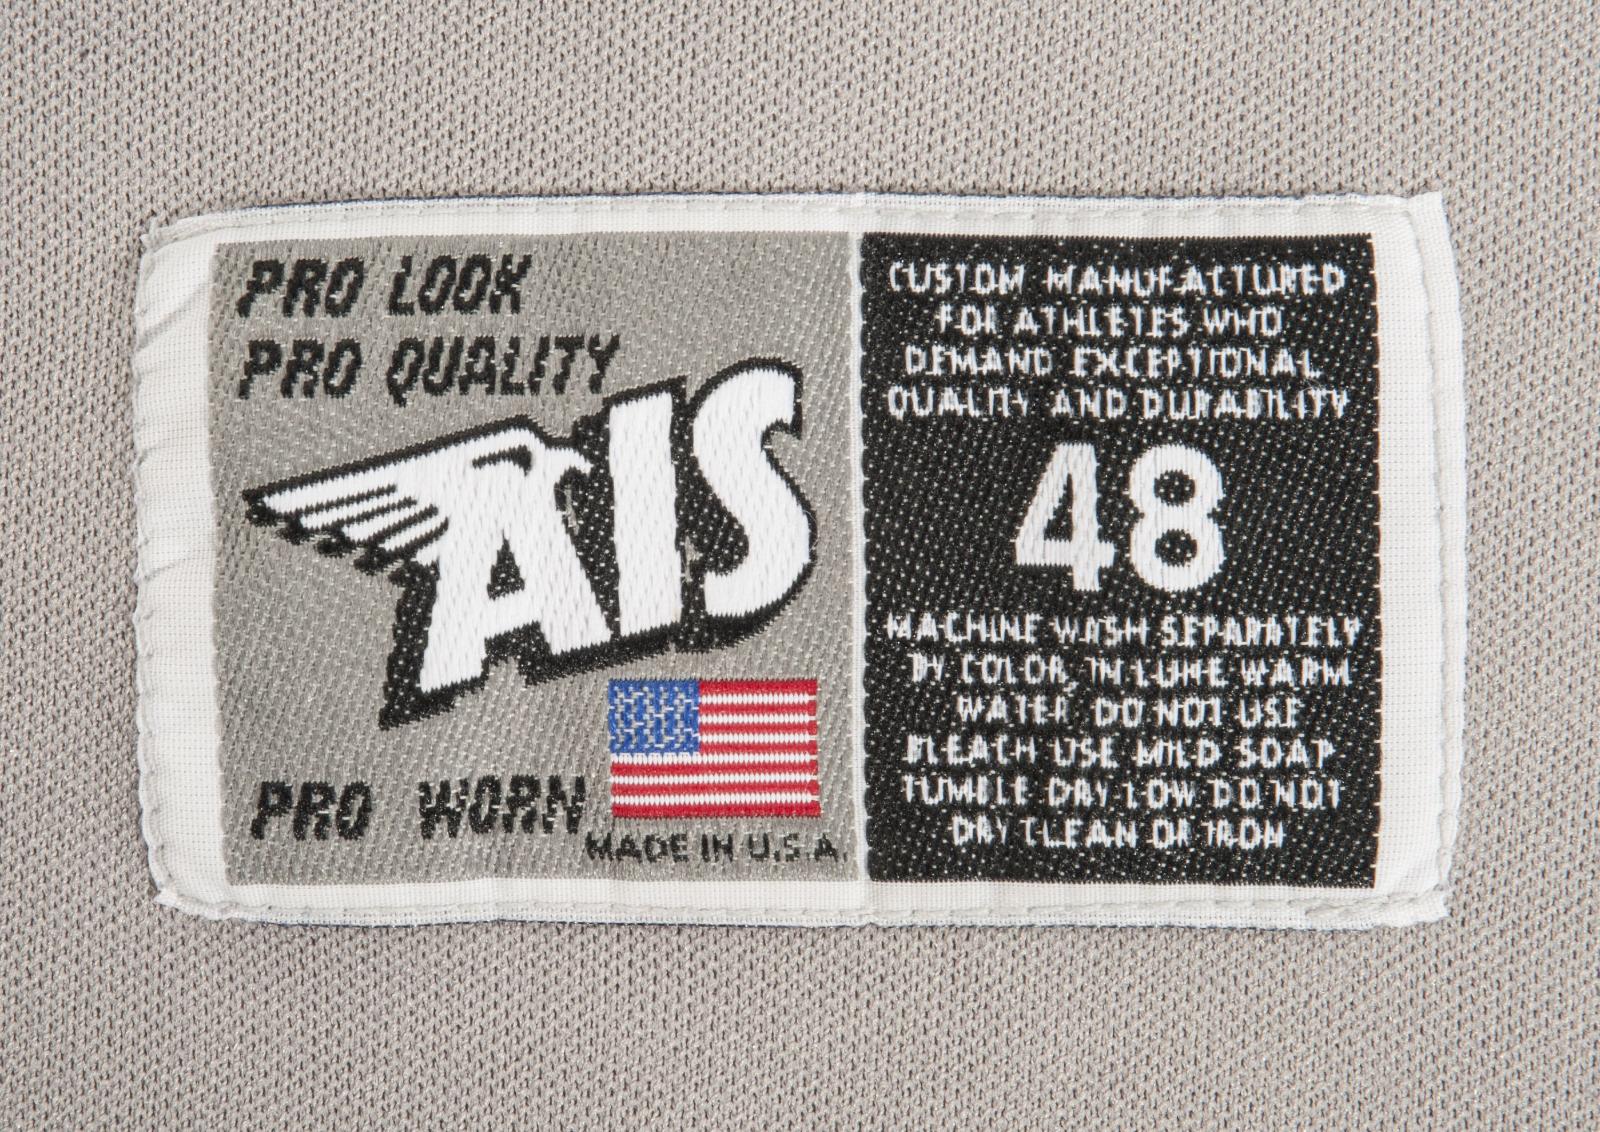 PRO LOOK
PRO QUALITY
AIS
PRO WORN
MADE IN U.S.A.
CUSTOM MANUFACTURED
FOR ATHLETES WHO
DEMAND EXCEPTIONAL
QUALITY AND DURABILITY
48
MACHINE WASH SEPARATELY
BY COLOR, IN LUKE WARM
WATER. DO NOT USE
BLEACH USE MILD SOAP
TUMBLE DRY LOW DO NOT
DRY CLEAN OR IRON